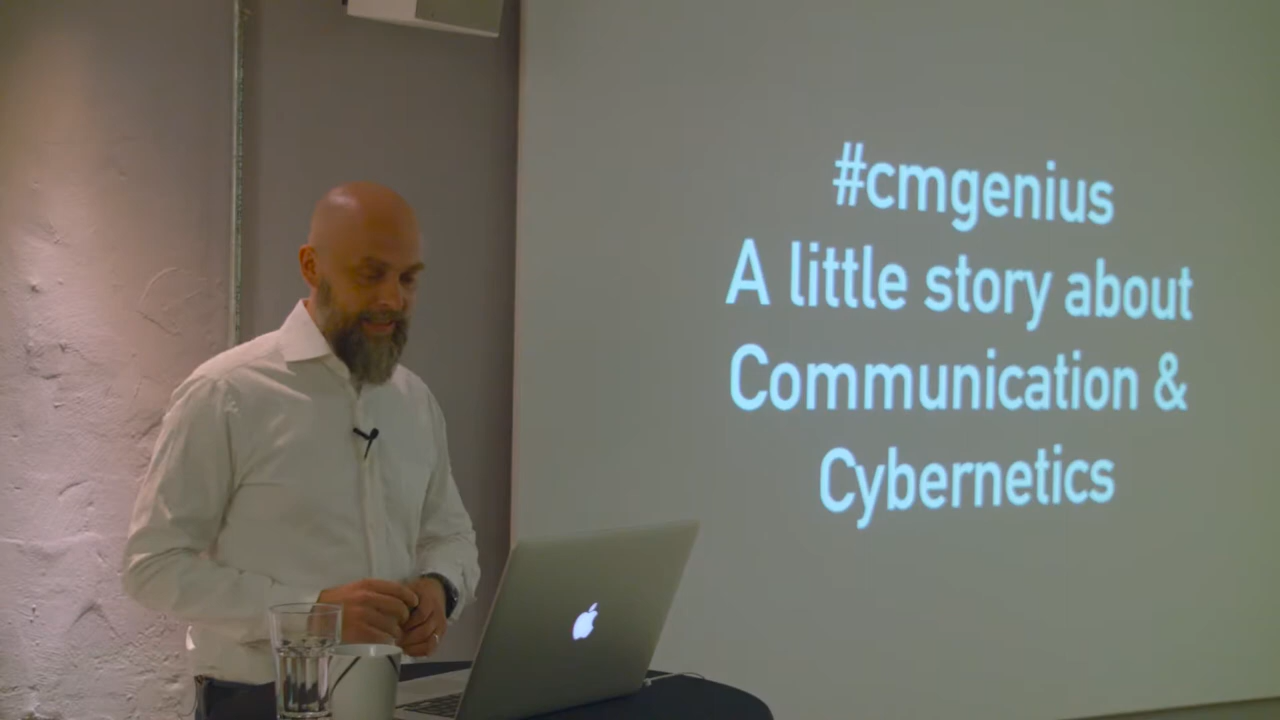 #cmgenius
A little story about
Communication &
Cybernetics